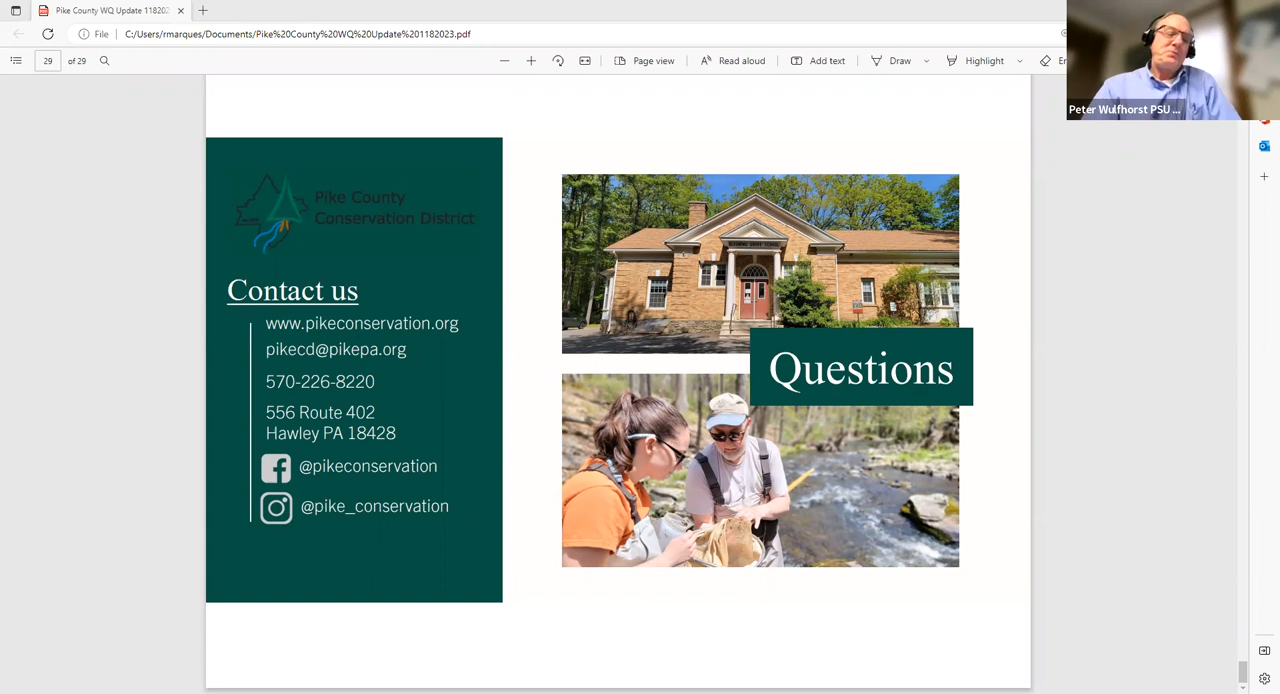 Pike County WQ Update 1182023
File
C:/Users/rmarques/Documents/Pike%20County%20WQ%20Update%201182023.pdf
29
of 29
Page view
Read aloud
Add text
Draw
Highlight
Peter Wulfhorst PSU ...
Pike County
Conservation District
Contact us
www.pikeconservation.org
pikecd@pikepa.org
570-226-8220
556 Route 402
Hawley PA 18428
@pikeconservation
@pike_conservation
Questions